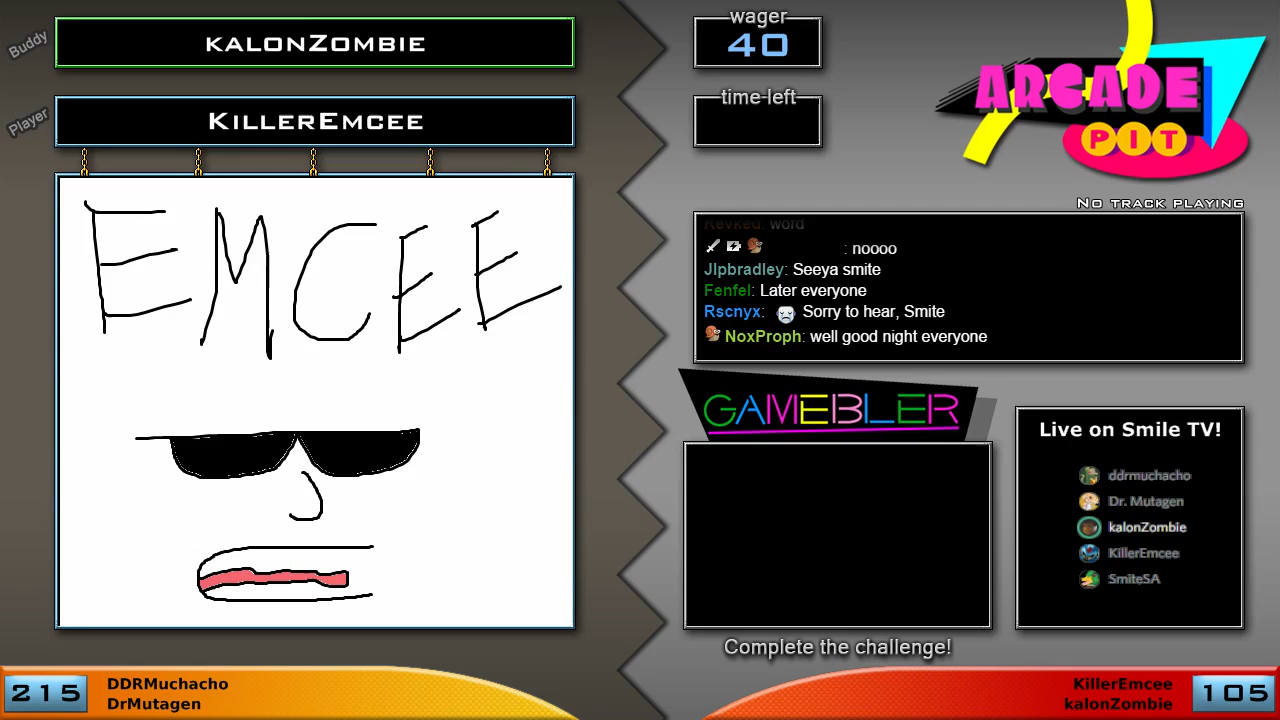 Buddy
KALONZOMBIE
Player
KILLEREMCEE
EMCEE
wager
40
time left
ARCADE
PIT
NO TRACK PLAYING
Revked: word
: noooo
Jlpbradley: Seeya smite
Fenfel: Later everyone
Rscnyx: Sorry to hear, Smite
NoxProph: well good night everyone
GAMEBLER
Complete the challenge!
Live on Smile TV!
ddrmuchacho
Dr. Mutagen
kalonZombie
KillerEmcee
SmiteSA
215
DDRMuchacho
DrMutagen
KillerEmcee
kalonZombie
105